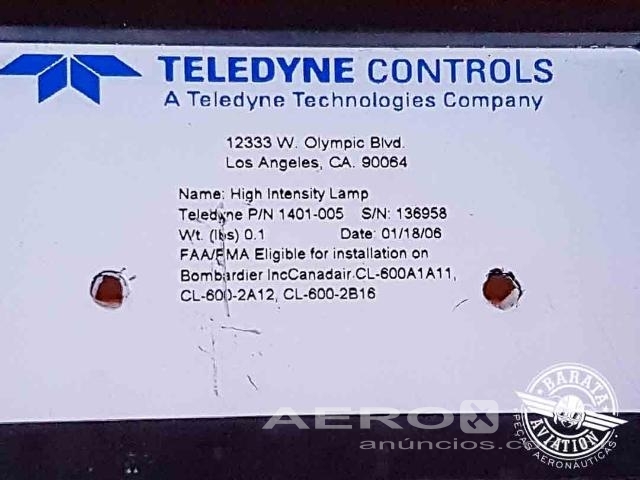 TELEDYNE CONTROLS
A Teledyne Technologies Company
12333 W. Olympic Blvd.
Los Angeles, CA. 90064
Name: High Intensity Lamp
Teledyne P/N 1401-005 S/N: 136958
Wt. (lbs) 0.1 Date: 01/18/06
FAA/PMA Eligible for installation on
Bombardier IncCanadair CL-600A1A11,
CL-600-2A12, CL-600-2B16
AERO
anúncios.c
BARATA
AVIATION
PEÇAS AERONÁUTICAS